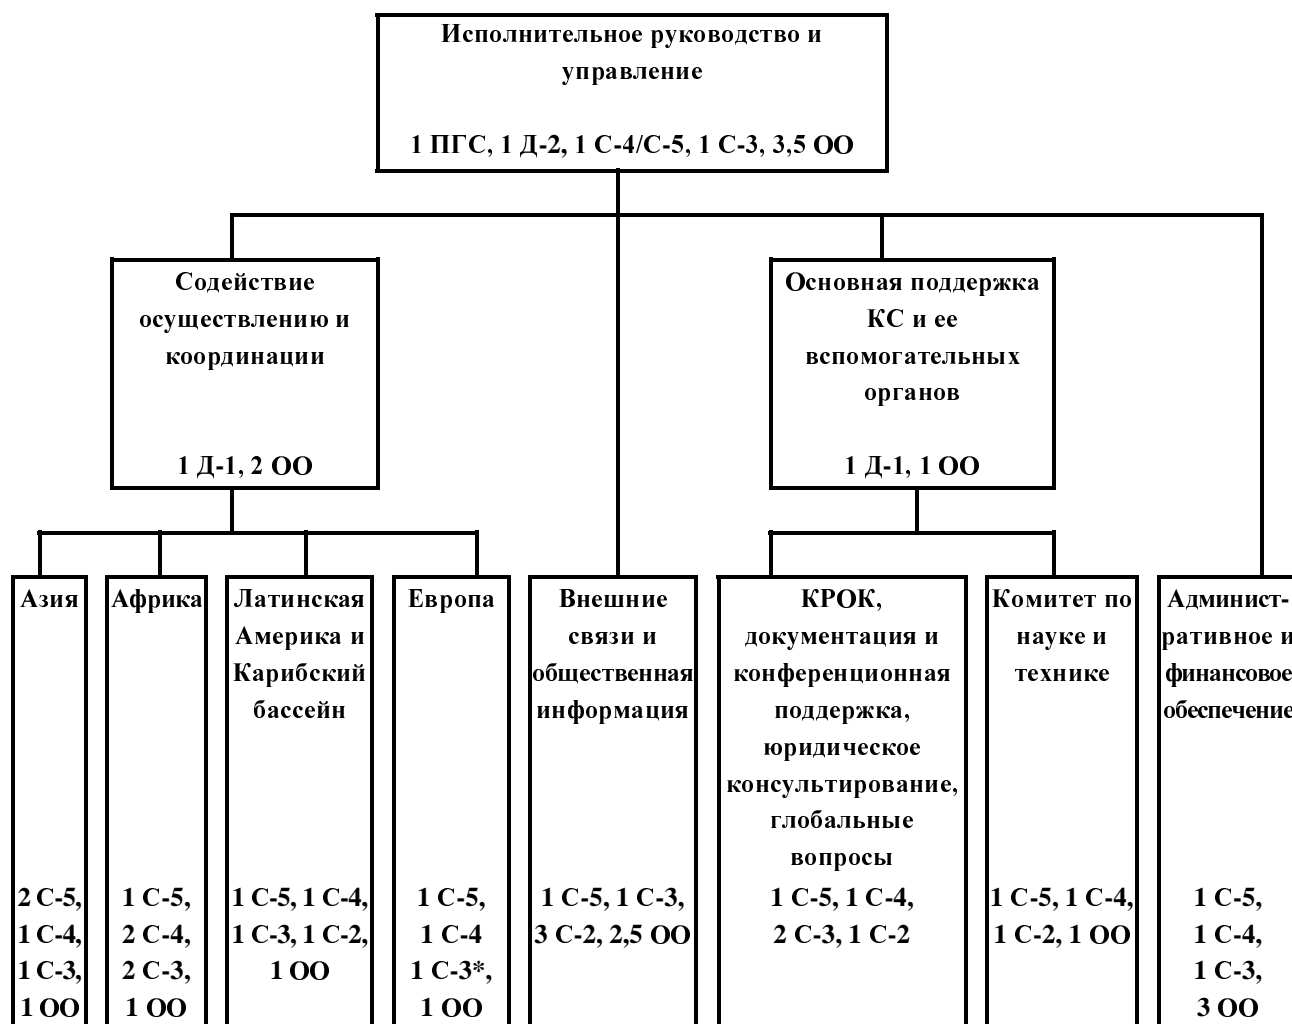 Исполнительное руководство и
управление
1 ПГС, 1 Д-2, 1 С-4/С-5, 1 С-3, 3,5 ОО
Содействие
осуществлению и
координации
1 Д-1, 2 ОО
Основная поддержка
КС и ее
вспомогательных
органов
1 Д-1, 1 ОО
Азия
2 С-5,
1 С-4,
1 С-3,
1 ОО
Африка
1 С-5,
2 С-4,
2 С-3,
1 ОО
Латинская
Америка и
Карибский
бассейн
1 С-5, 1 С-4,
1 С-3, 1 С-2,
1 ОО
Европа
1 С-5,
1 С-4
1 С-3*,
1 ОО
Внешние
связи и
общественная
информация
1 С-5, 1 С-3,
3 С-2, 2,5 ОО
КРОК,
документация и
конференционная
поддержка,
юридическое
консультирование,
глобальные
вопросы
1 С-5, 1 С-4,
2 С-3, 1 С-2
Комитет по
науке и
технике
1 С-5, 1 С-4,
1 С-2, 1 ОО
Админист-
ративное и
финансовое
обеспечение
1 С-5,
1 С-4,
1 С-3,
3 ОО